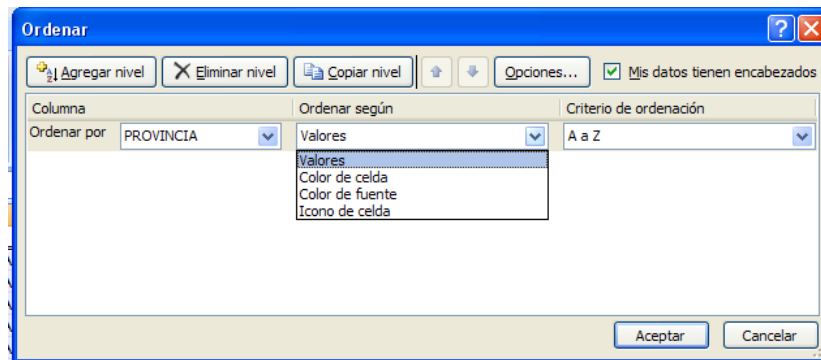 Ordenar
Agregar nivel Eliminar nivel Copiar nivel Opciones... Mis datos tienen encabezados
Columna Ordenar según Criterio de ordenación
Ordenar por PROVINCIA Valores A a Z
Valores
Color de celda
Color de fuente
Icono de celda
Aceptar Cancelar